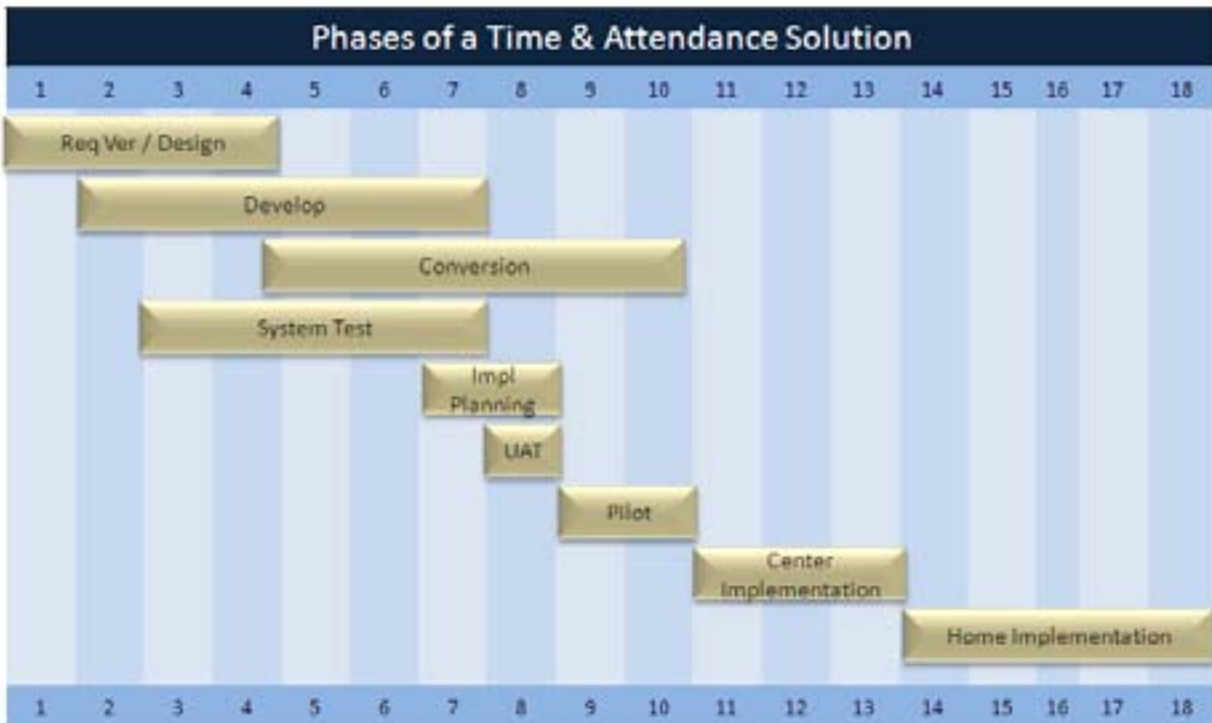 Phases of a Time & Attendance Solution
1 2 3 4 5 6 7 8 9 10 11 12 13 14 15 16 17 18
Req Ver / Design
Develop
Conversion
System Test
Impl
Planning
UAT
Pilot
Center
Implementation
Home Implementation
1 2 3 4 5 6 7 8 9 10 11 12 13 14 15 16 17 18